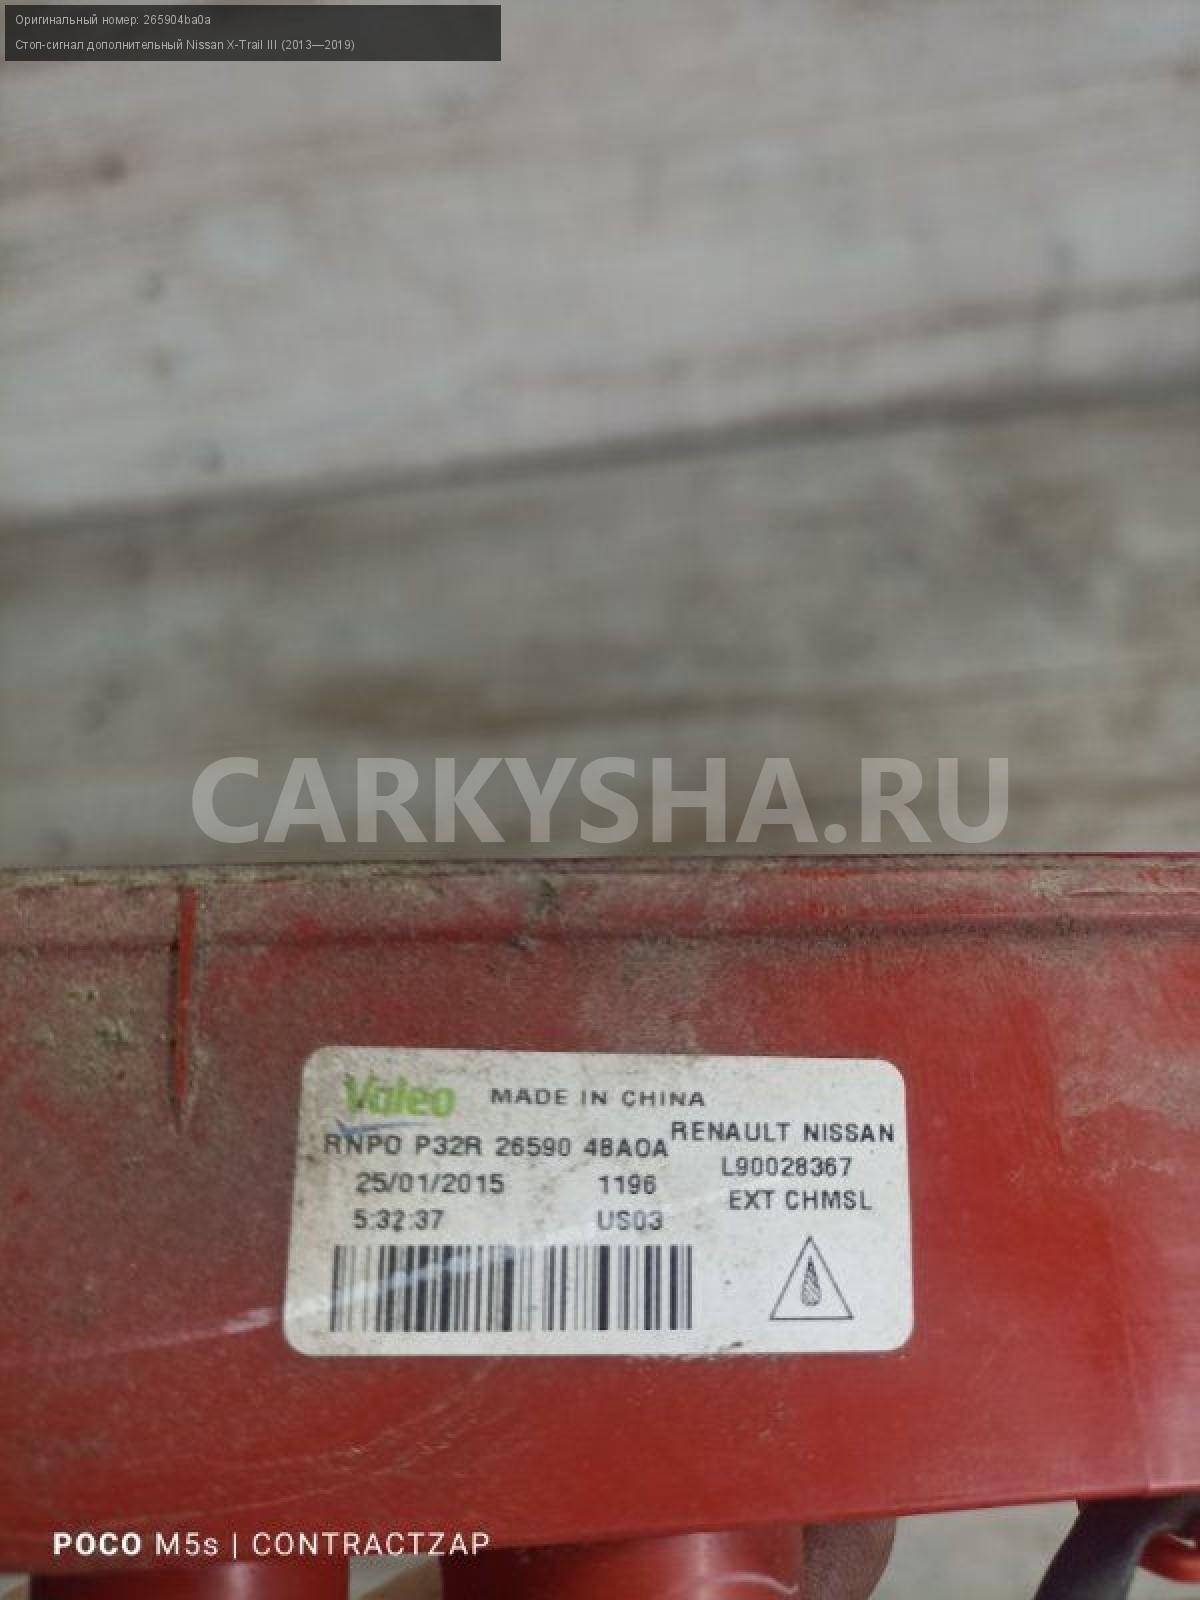 Оригинальный номер: 265904ba0a
Стоп-сигнал дополнительный Nissan X-Trail III (2013—2019)
CARKYSHA.RU
Valeo MADE IN CHINA
RNPO P32R 26590 4BA0A RENAULT NISSAN
25/01/2015 1196 L90028367
5:32:37 US03 EXT CHMSL
POCO M5s | CONTRACTZAP